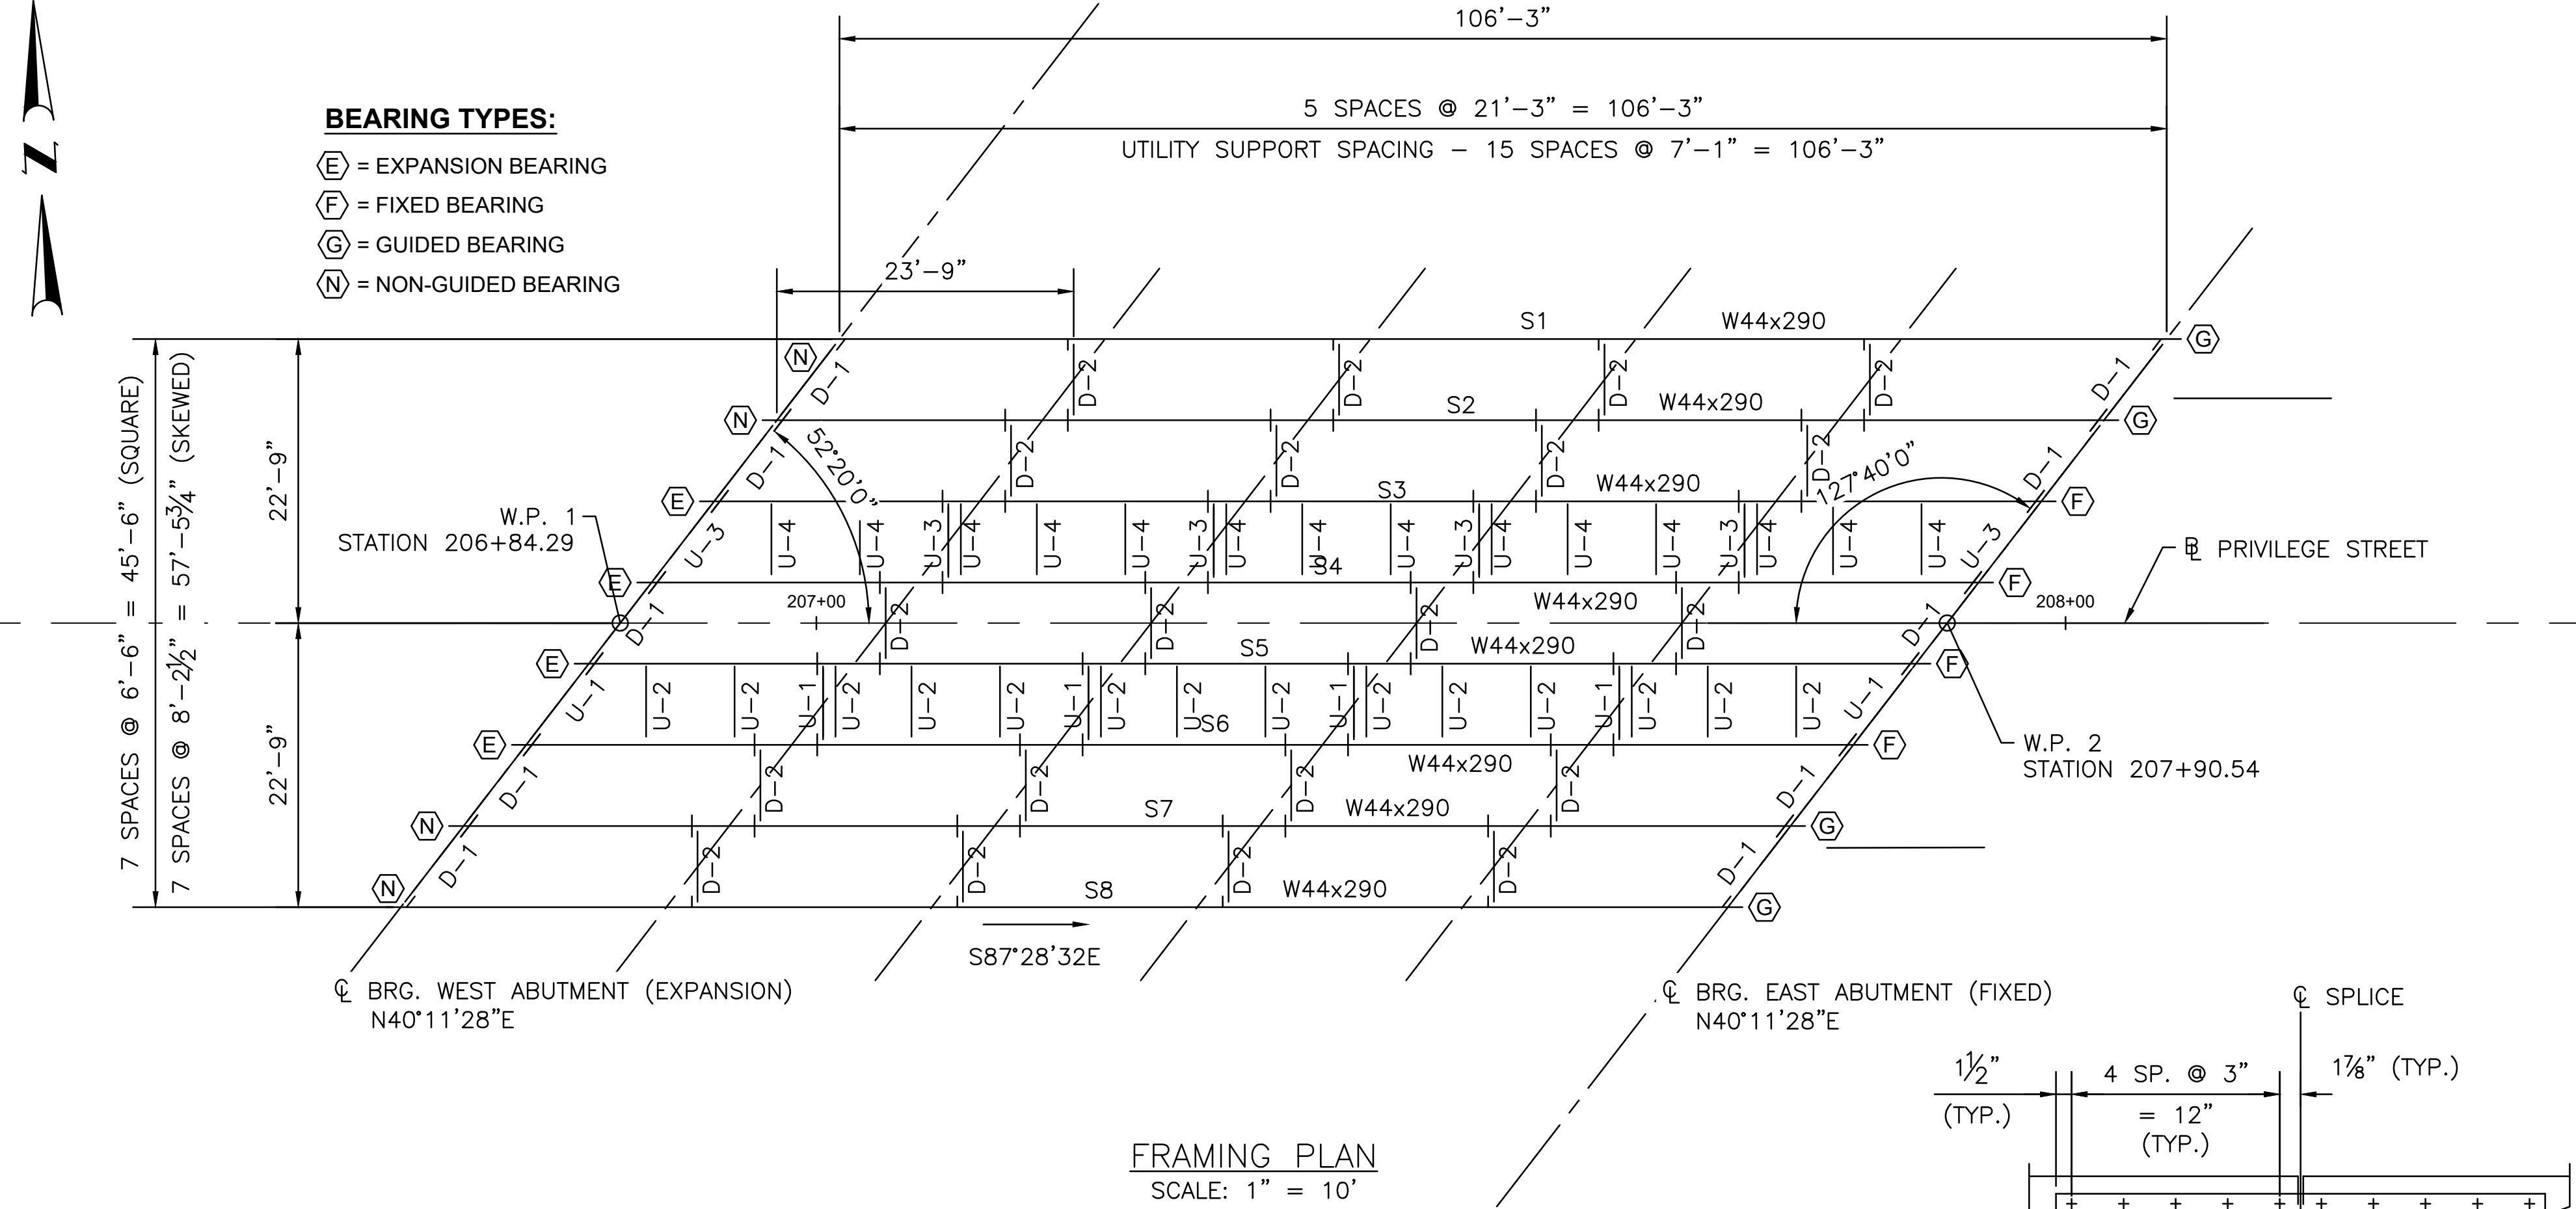 106'-3"
5 SPACES @ 21'-3" = 106'-3"
UTILITY SUPPORT SPACING - 15 SPACES @ 7'-1" = 106'-3"
N
BEARING TYPES:
E = EXPANSION BEARING
F = FIXED BEARING
G = GUIDED BEARING
N = NON-GUIDED BEARING
23'-9"
7 SPACES @ 6'-6" = 45'-6" (SQUARE)
7 SPACES @ 8'-2½" = 57'-5¾" (SKEWED)
22'-9"
22'-9"
S1 W44x290
N D-1 D-2 D-2 D-2 D-2 D-1 G
S2 W44x290
N D-1 52°20'0" D-2 D-2 D-2 D-2 127°40'0" D-1 G
S3 W44x290
E U-3 U-4 U-4 U-3 U-4 U-4 U-4 U-3 U-4 U-4 U-4 U-3 U-4 U-4 U-4 U-3 U-4 U-4 U-4 U-3 F
W.P. 1
STATION 206+84.29
S4 W44x290
E D-1 207+00 D-2 D-2 D-2 D-2 D-1 F
208+00
℄ PRIVILEGE STREET
S5 W44x290
E U-1 U-2 U-2 U-1 U-2 U-2 U-2 U-1 U-2 U-2 U-2 U-1 U-2 U-2 U-2 U-1 U-2 U-2 U-2 U-1 F
S6 W44x290
E D-1 D-2 D-2 D-2 D-2 D-1 F
W.P. 2
STATION 207+90.54
S7 W44x290
N D-1 D-2 D-2 D-2 D-2 D-1 G
S8 W44x290
N G
S87°28'32E
℄ BRG. WEST ABUTMENT (EXPANSION)
N40°11'28"E
℄ BRG. EAST ABUTMENT (FIXED)
N40°11'28"E
℄ SPLICE
1½"
(TYP.)
4 SP. @ 3"
= 12"
(TYP.)
1⅞" (TYP.)
FRAMING PLAN
SCALE: 1" = 10'